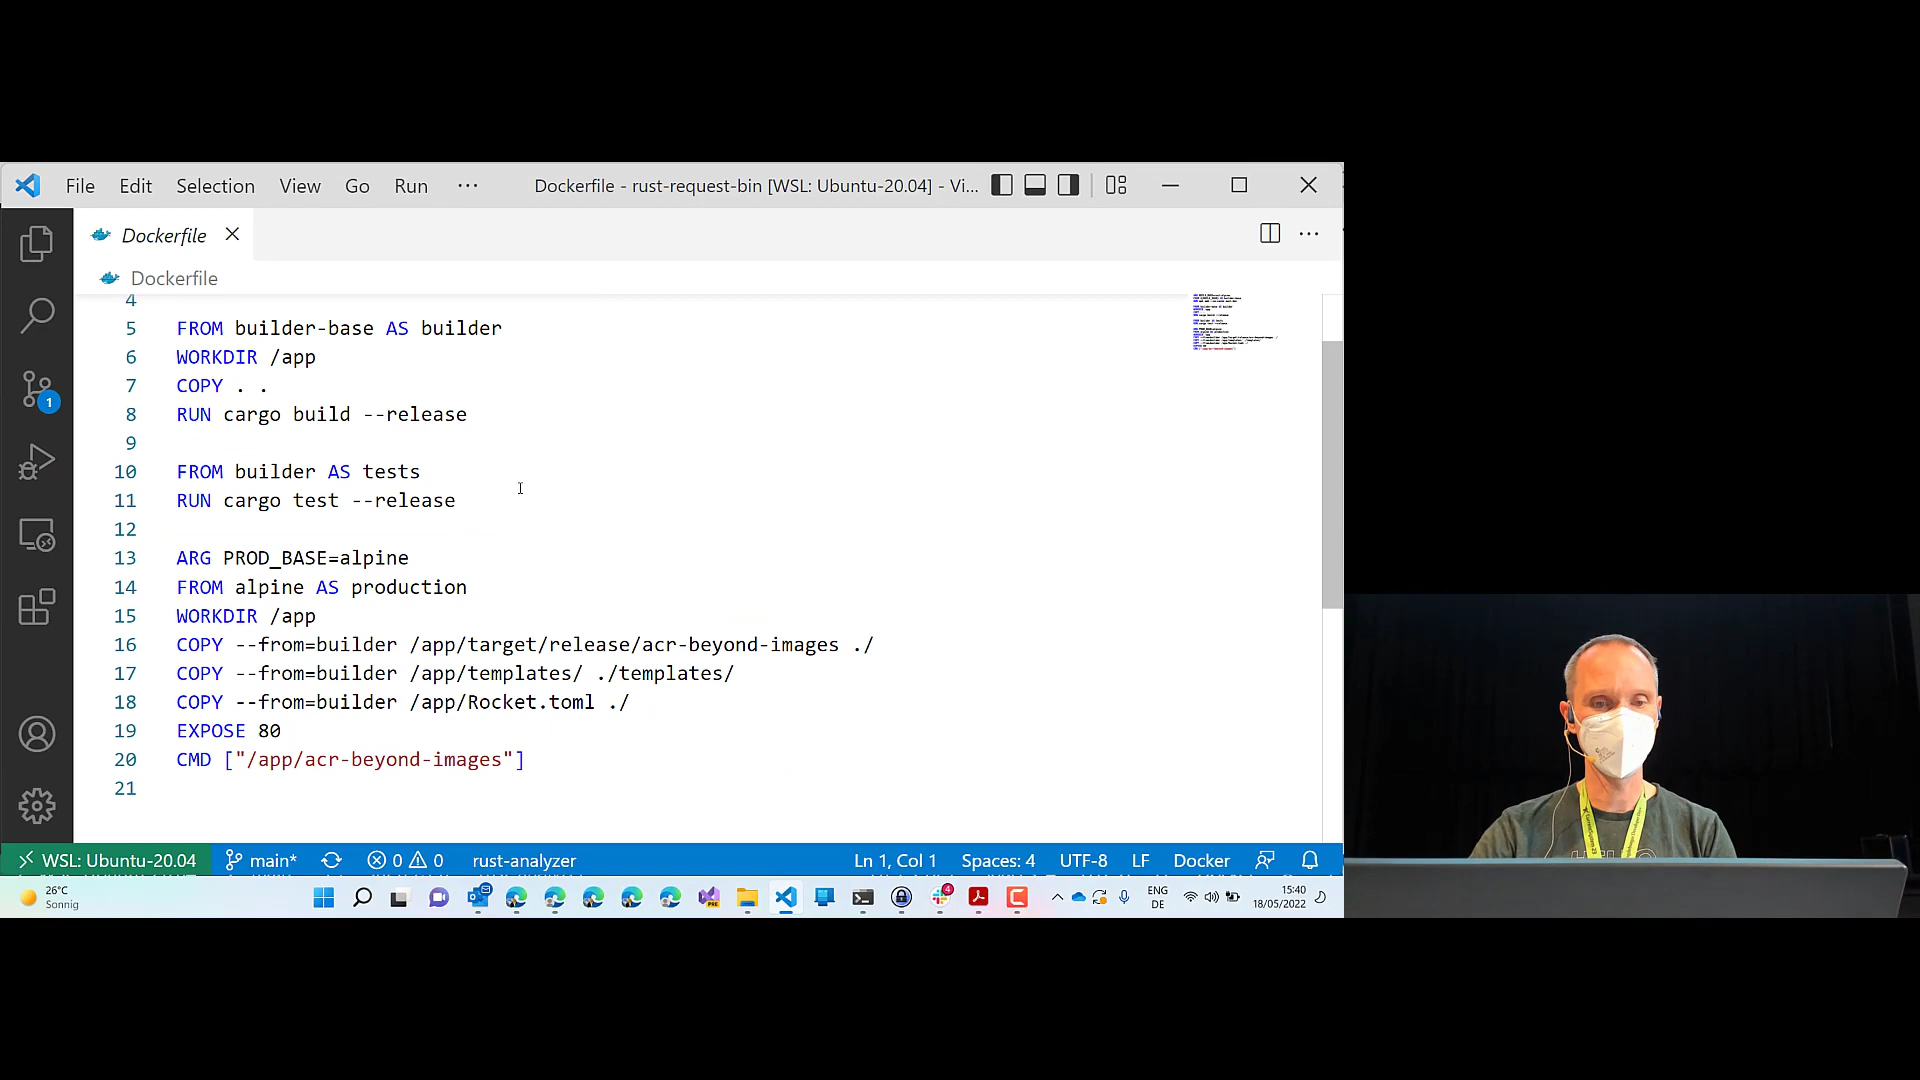 File Edit Selection View Go Run ··· Dockerfile - rust-request-bin [WSL: Ubuntu-20.04] - Vi...
Dockerfile
Dockerfile
4
5 FROM builder-base AS builder
6 WORKDIR /app
7 COPY . .
8 RUN cargo build --release
9
10 FROM builder AS tests
11 RUN cargo test --release
12
13 ARG PROD_BASE=alpine
14 FROM alpine AS production
15 WORKDIR /app
16 COPY --from=builder /app/target/release/acr-beyond-images ./
17 COPY --from=builder /app/templates/ ./templates/
18 COPY --from=builder /app/Rocket.toml ./
19 EXPOSE 80
20 CMD ["/app/acr-beyond-images"]
21
1
WSL: Ubuntu-20.04 main* 0 0 rust-analyzer Ln 1, Col 1 Spaces: 4 UTF-8 LF Docker
26°C
Sonnig
PRE
4
ENG
DE
15:40
18/05/2022